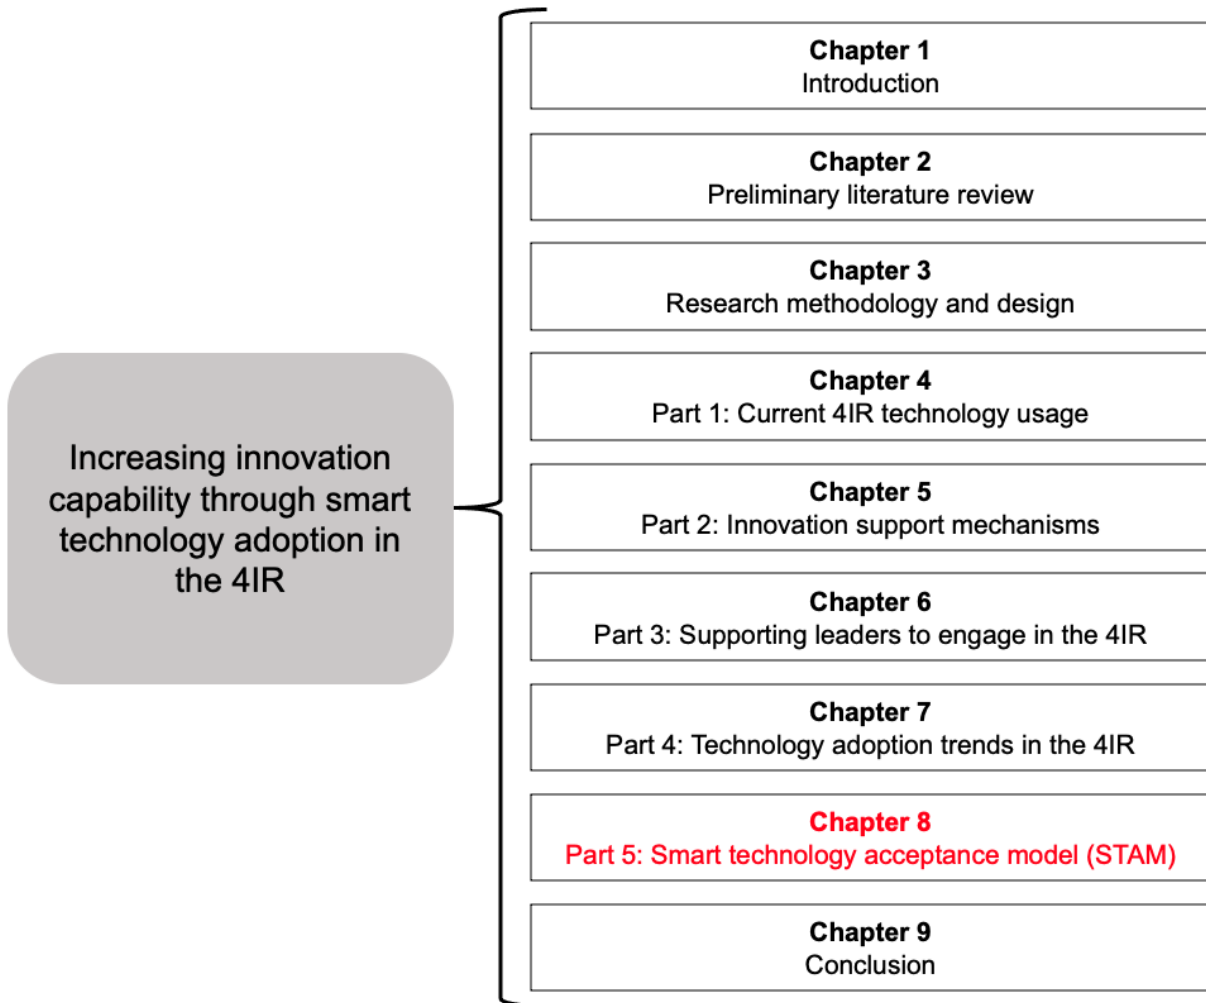 Increasing innovation
capability through smart
technology adoption in
the 4IR
Chapter 1
Introduction
Chapter 2
Preliminary literature review
Chapter 3
Research methodology and design
Chapter 4
Part 1: Current 4IR technology usage
Chapter 5
Part 2: Innovation support mechanisms
Chapter 6
Part 3: Supporting leaders to engage in the 4IR
Chapter 7
Part 4: Technology adoption trends in the 4IR
Chapter 8
Part 5: Smart technology acceptance model (STAM)
Chapter 9
Conclusion